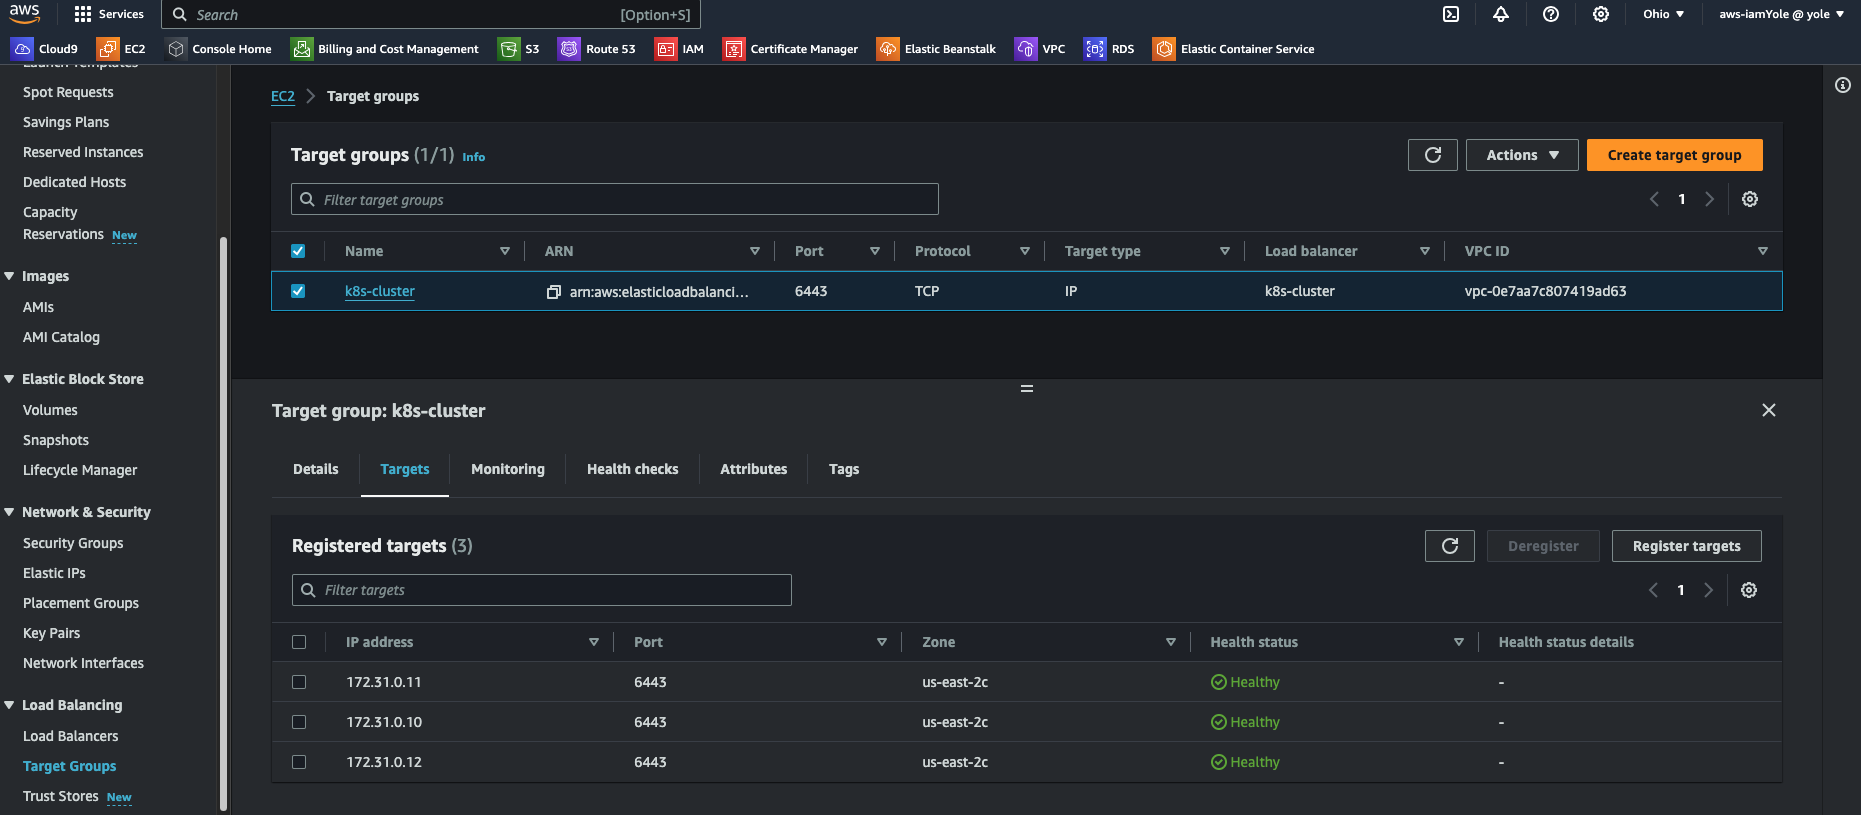 aws Services Search [Option+S] Ohio aws-iamYole @ yole
Cloud9 EC2 Console Home Billing and Cost Management S3 Route 53 IAM Certificate Manager Elastic Beanstalk VPC RDS Elastic Container Service
Launch Templates
Spot Requests
Savings Plans
Reserved Instances
Dedicated Hosts
Capacity
Reservations New
Images
AMIs
AMI Catalog
Elastic Block Store
Volumes
Snapshots
Lifecycle Manager
Network & Security
Security Groups
Elastic IPs
Placement Groups
Key Pairs
Network Interfaces
Load Balancing
Load Balancers
Target Groups
Trust Stores New
EC2 Target groups
Target groups (1/1) Info Actions Create target group
Filter target groups 1
Name ARN Port Protocol Target type Load balancer VPC ID
k8s-cluster arn:aws:elasticloadbalanci... 6443 TCP IP k8s-cluster vpc-0e7aa7c807419ad63
Target group: k8s-cluster
Details Targets Monitoring Health checks Attributes Tags
Registered targets (3) Deregister Register targets
Filter targets 1
IP address Port Zone Health status Health status details
172.31.0.11 6443 us-east-2c Healthy -
172.31.0.10 6443 us-east-2c Healthy -
172.31.0.12 6443 us-east-2c Healthy -